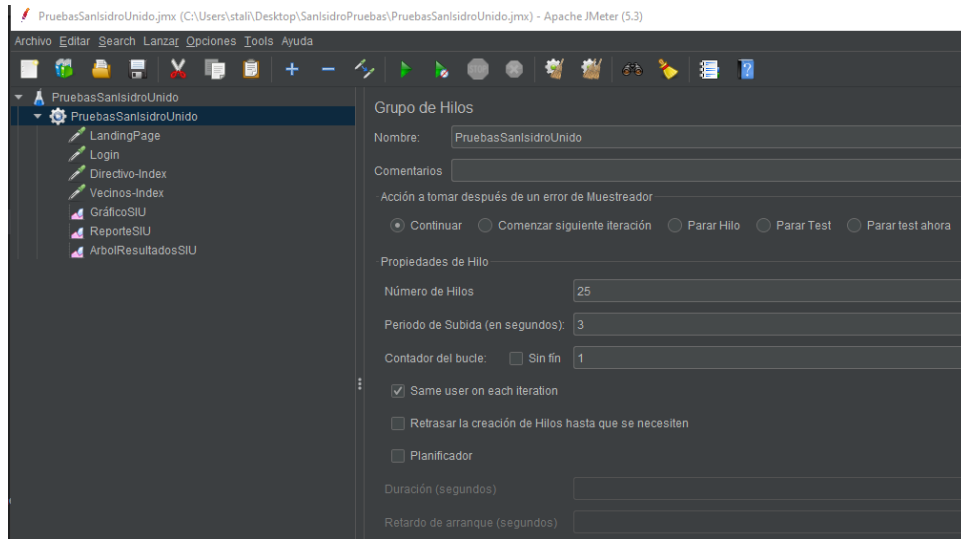 PruebasSanIsidroUnido.jmx (C:\Users\stali\Desktop\SanIsidroPruebas\PruebasSanIsidroUnido.jmx) - Apache JMeter (5.3)
Archivo Editar Search Lanzar Opciones Tools Ayuda
STOP
PruebasSanIsidroUnido
PruebasSanIsidroUnido
LandingPage
Login
Directivo-Index
Vecinos-Index
GráficoSIU
ReporteSIU
ArbolResultadosSIU
Grupo de Hilos
Nombre: PruebasSanIsidroUnido
Comentarios
Acción a tomar después de un error de Muestreador
Continuar Comenzar siguiente iteración Parar Hilo Parar Test Parar test ahora
Propiedades de Hilo
Número de Hilos 25
Periodo de Subida (en segundos): 3
Contador del bucle: Sin fín 1
Same user on each iteration
Retrasar la creación de Hilos hasta que se necesiten
Planificador
Duración (segundos)
Retardo de arranque (segundos)